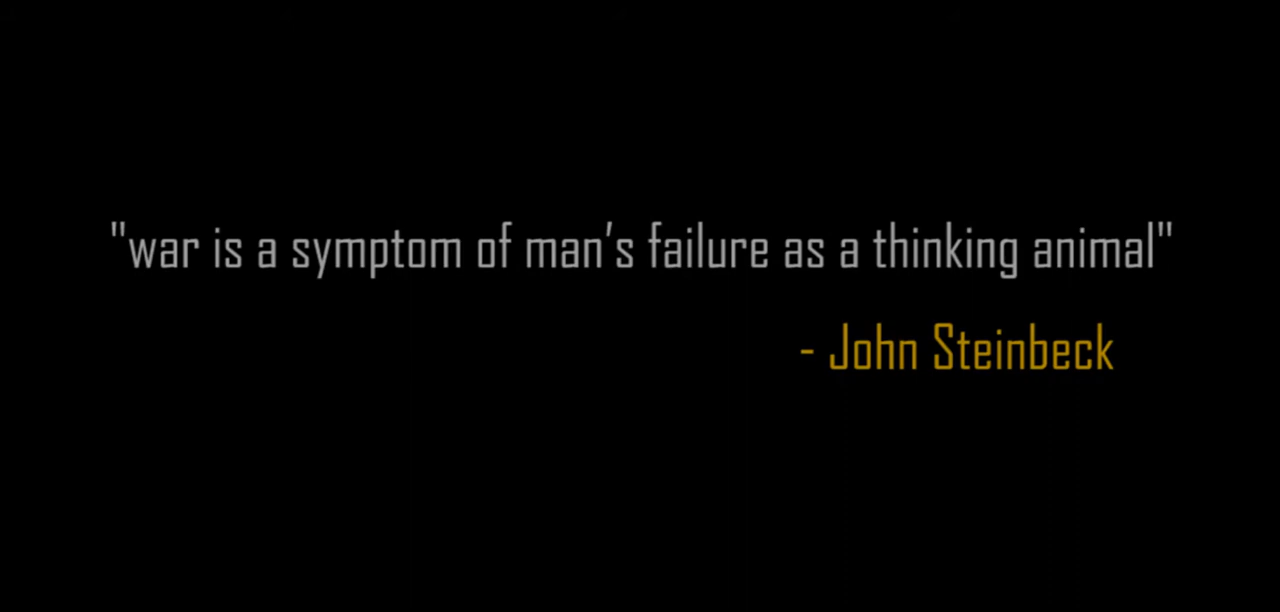 "war is a symptom of man’s failure as a thinking animal"
- John Steinbeck